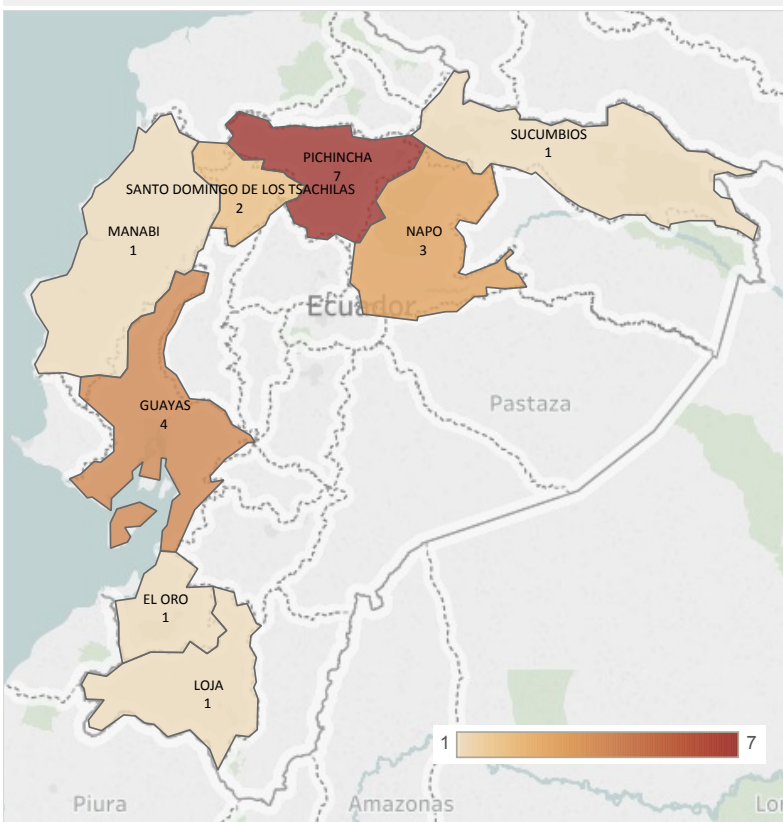 SUCUMBIOS
1
PICHINCHA
7
SANTO DOMINGO DE LOS TSACHILAS
2
MANABI
1
NAPO
3
Ecuador
GUAYAS
4
Pastaza
EL ORO
1
LOJA
1
1
7
Piura
Amazonas